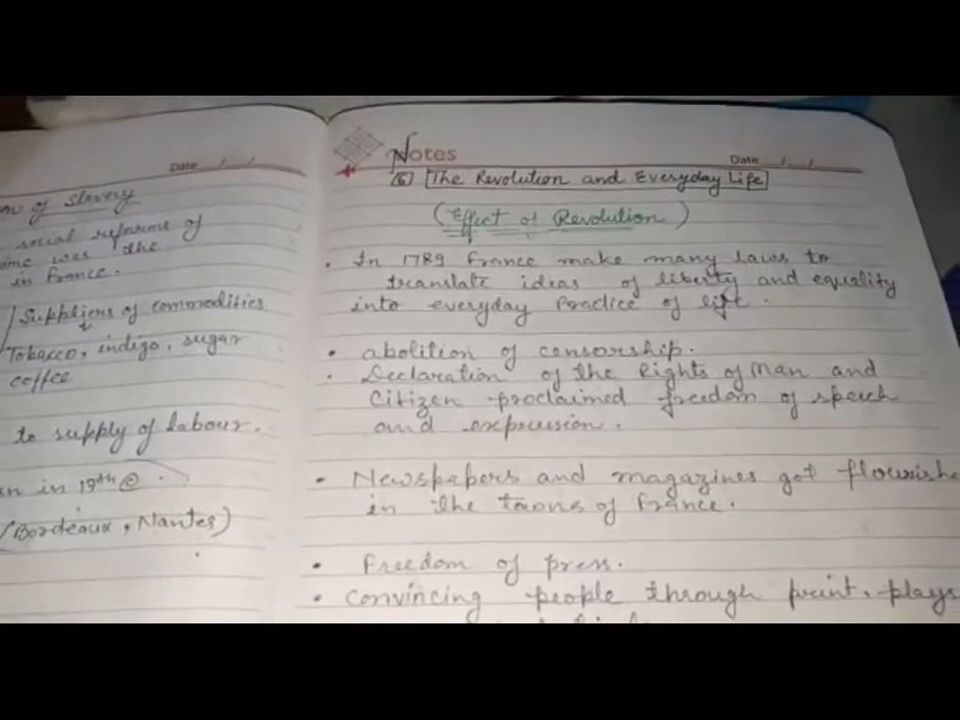 Date / /
of slavery
social reforms of
was the
in France.
Suppliers of commodities
Tobacco, indigo, sugar
coffee
to supply of labour.
in
(Bordeaux, Nantes)
Notes
Date / /
(6) The Revolution and Everyday Life
(Effect of Revolution)
. In 1789 France make many laws to
translate ideas of liberty and equality
into everyday Practice of life.
• abolition of censorship.
. Declaration of the Rights of Man and
Citizen proclaimed freedom of speech
and
• Newspapers and magazines got flourishe
in the towns of France.
• Freedom of press.
• Convincing people through print, plays